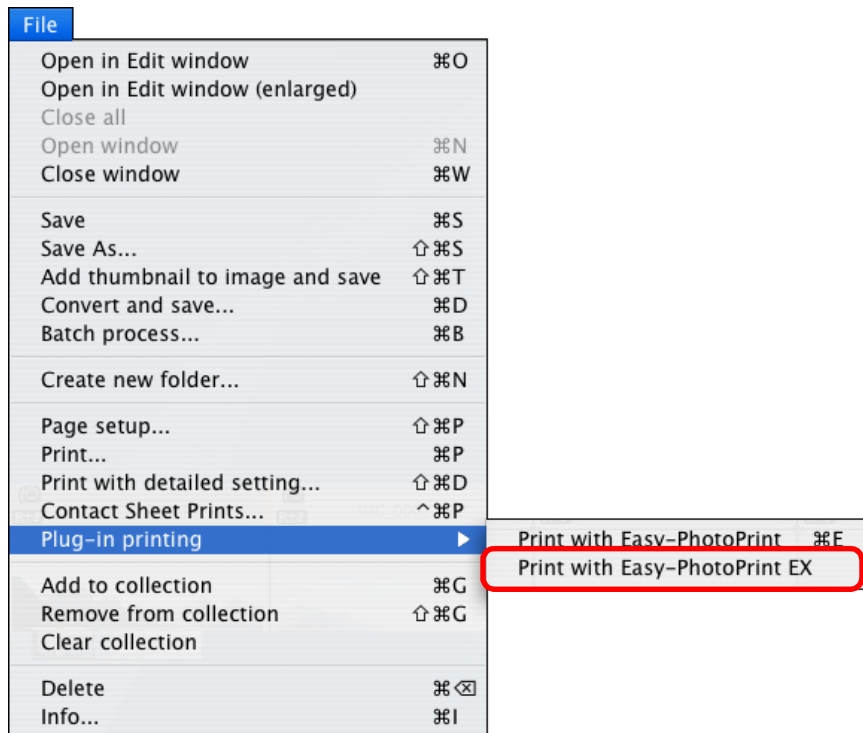 File
Open in Edit window ⌘O
Open in Edit window (enlarged)
Close all
Open window ⌘N
Close window ⌘W
Save ⌘S
Save As... ⇧⌘S
Add thumbnail to image and save ⇧⌘T
Convert and save... ⌘D
Batch process... ⌘B
Create new folder... ⇧⌘N
Page setup... ⇧⌘P
Print... ⌘P
Print with detailed setting... ⇧⌘D
Contact Sheet Prints... ^⌘P
Plug-in printing ▶
Print with Easy-PhotoPrint ⌘E
Print with Easy-PhotoPrint EX
Add to collection ⌘G
Remove from collection ⇧⌘G
Clear collection
Delete ⌘⌫
Info... ⌘I